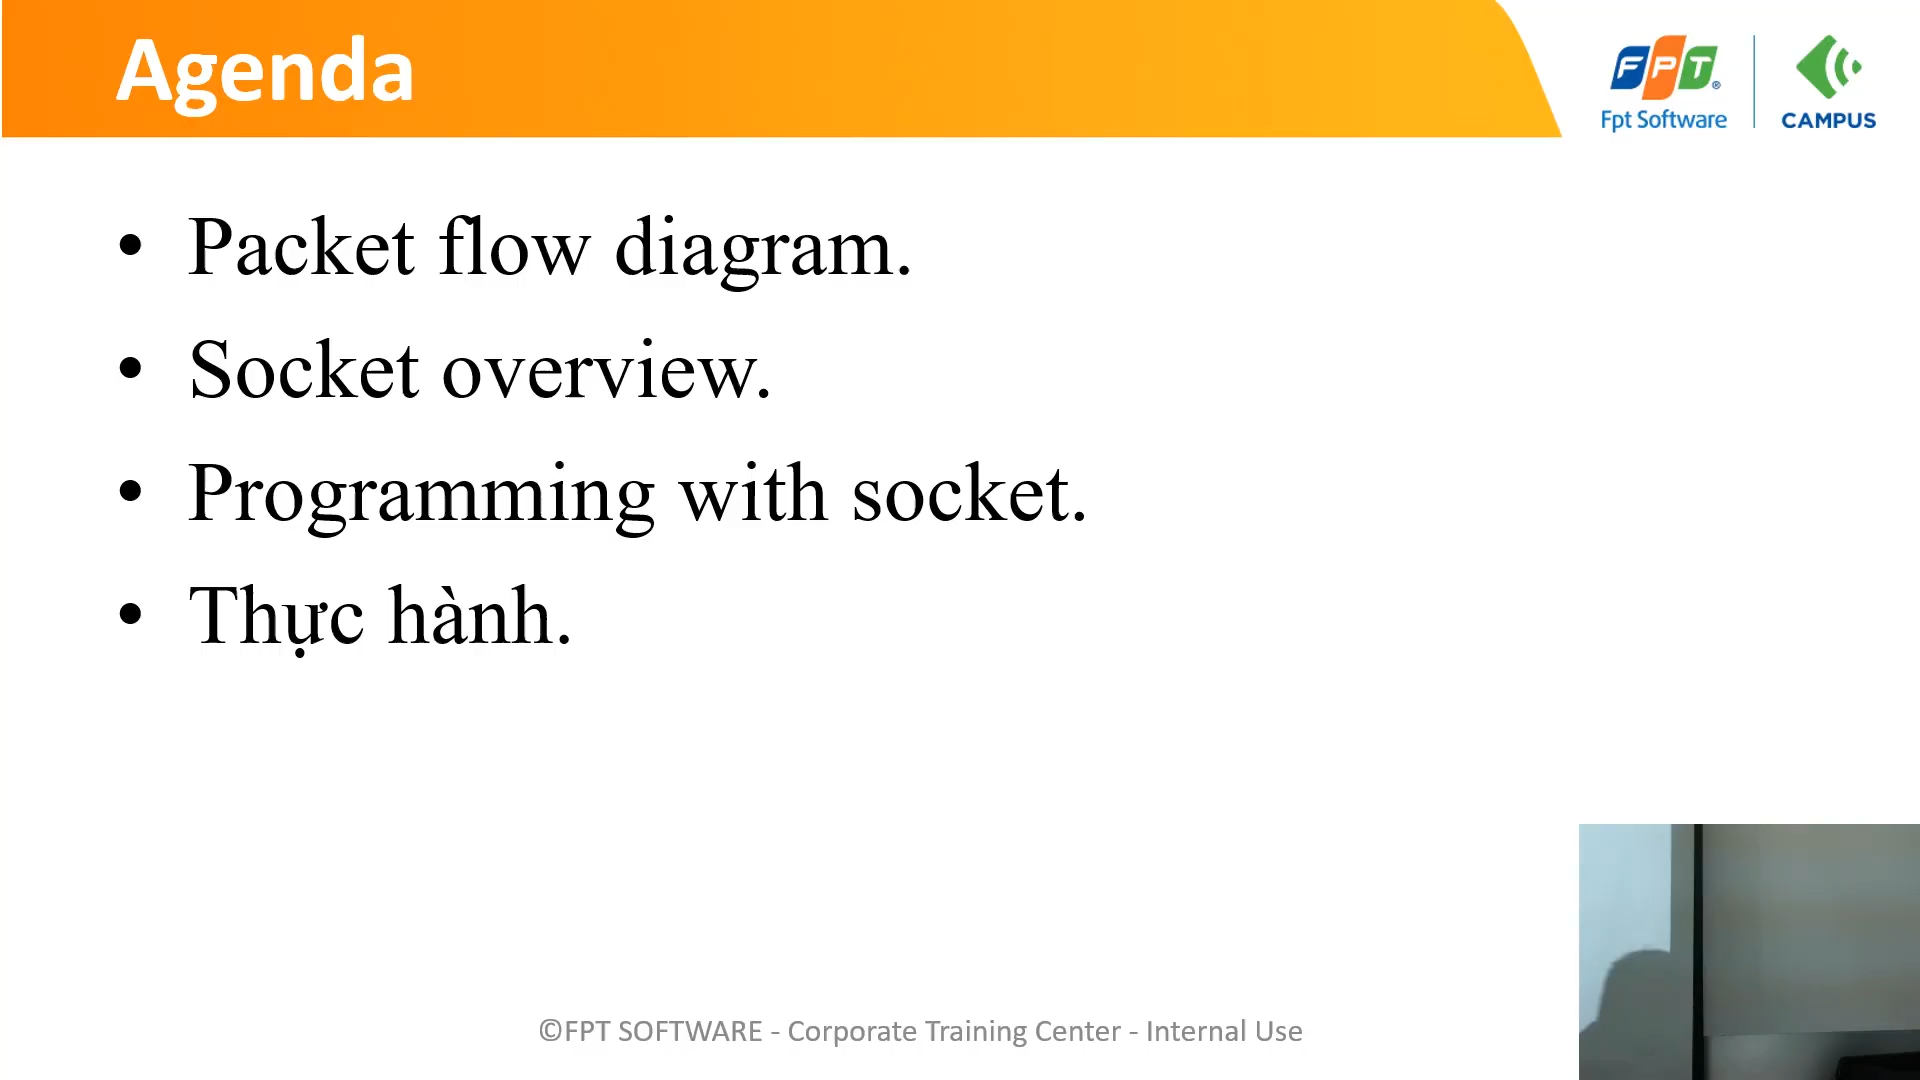 Agenda
FPT
Fpt Software
CAMPUS
• Packet flow diagram.
• Socket overview.
• Programming with socket.
• Thực hành.
©FPT SOFTWARE - Corporate Training Center - Internal Use